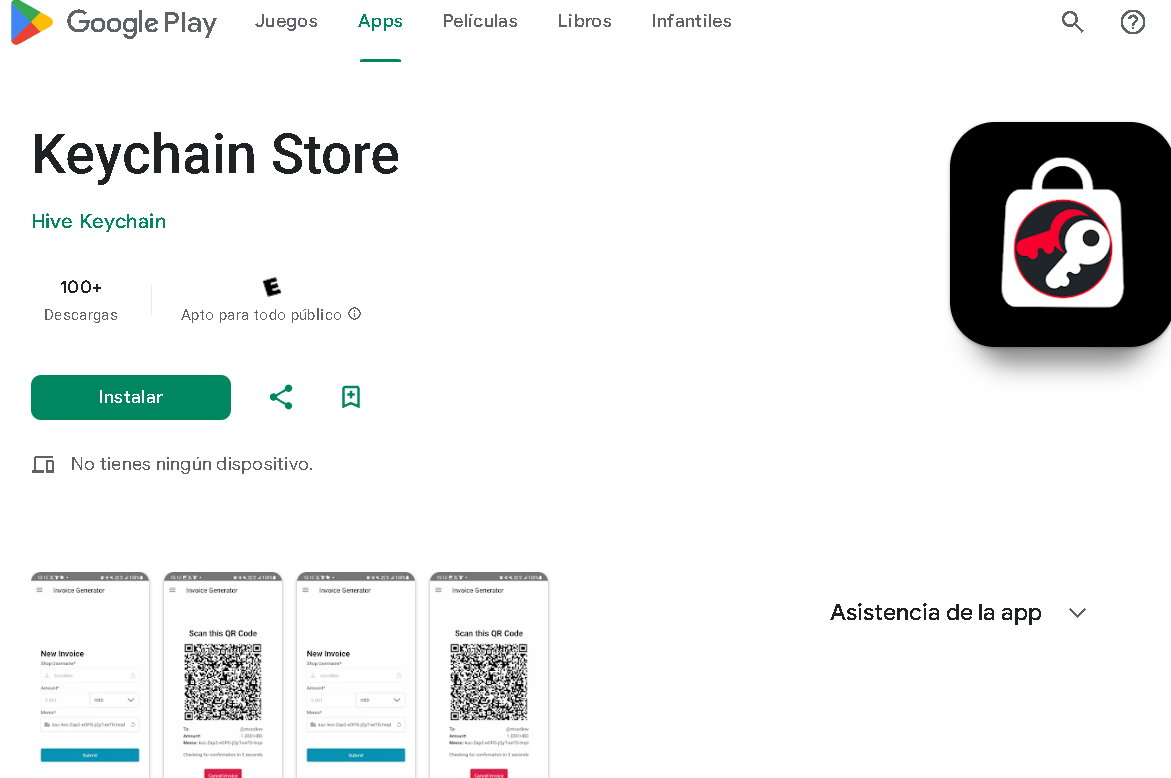 Google Play Juegos Apps Películas Libros Infantiles
Keychain Store
Hive Keychain
100+
Descargas
E
Apto para todo público
Instalar
No tienes ningún dispositivo.
Asistencia de la app
Invoice Generator
New Invoice
Shop Username*
Amount*
HBD
Memo*
Submit
Invoice Generator
Scan this QR Code
To:
Amount:
Memo:
Checking for confirmation in 2 seconds
Cancel Invoice
Invoice Generator
New Invoice
Shop Username*
Amount*
HBD
Memo*
Submit
Invoice Generator
Scan this QR Code
To:
Amount:
Memo:
Checking for confirmation in 2 seconds
Cancel Invoice